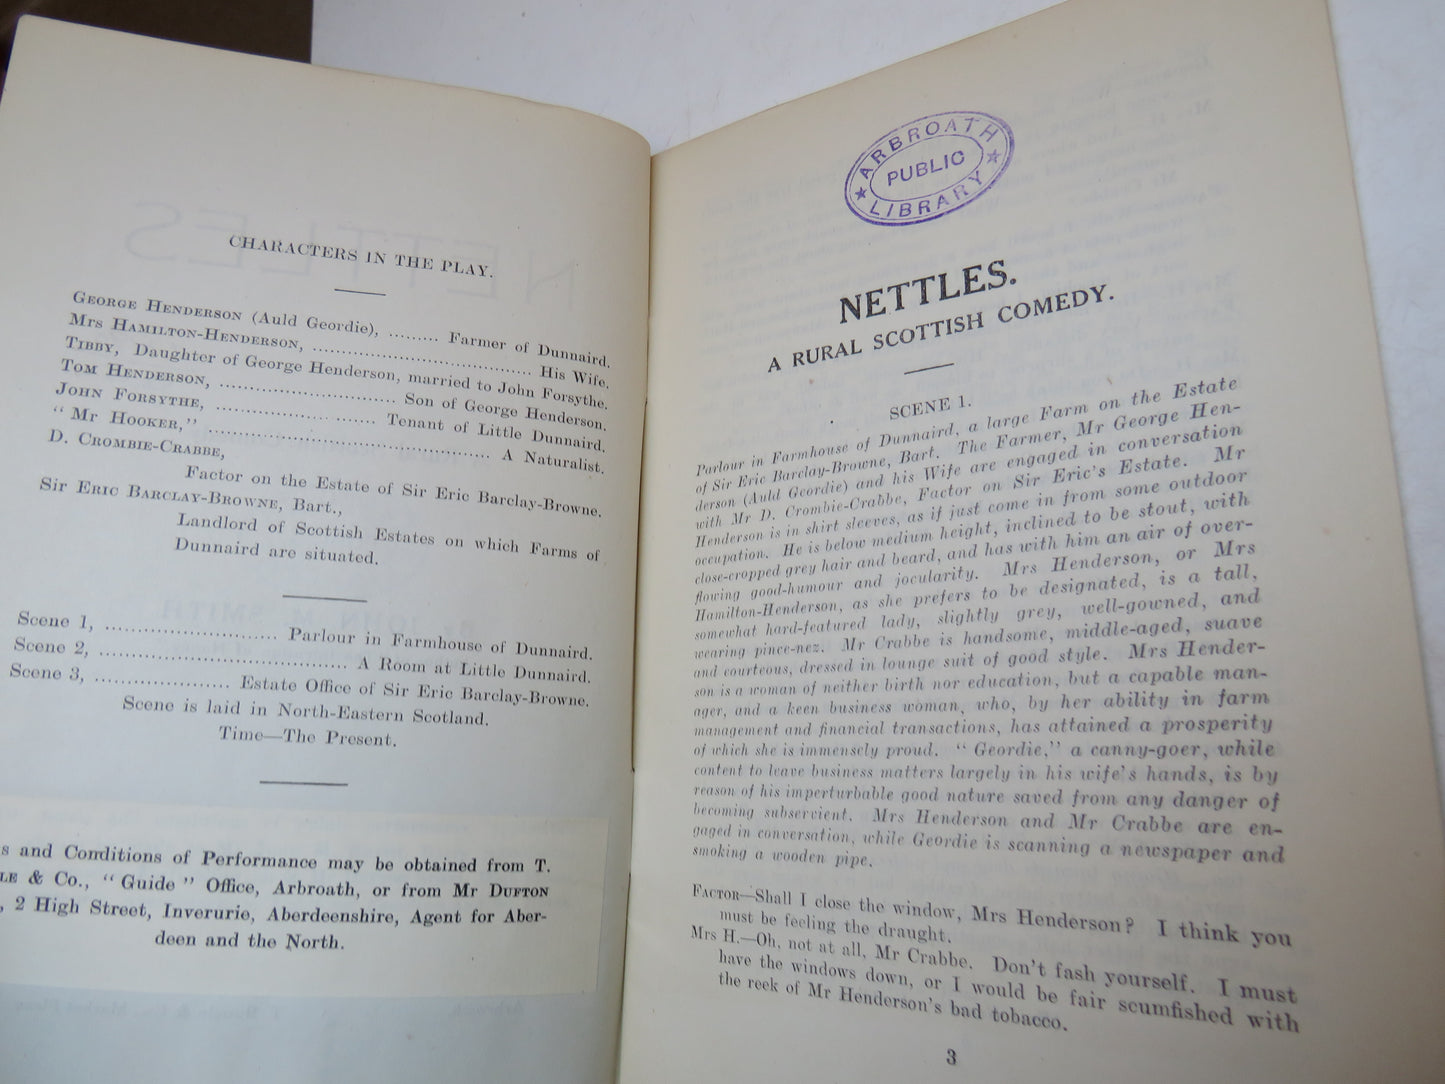 CHARACTERS IN THE PLAY.
GEORGE HENDERSON (Auld Geordie), ......... Farmer of Dunnaird.
MRS HAMILTON-HENDERSON, ........................................ His Wife.
TIBBY, Daughter of George Henderson, married to John Forsythe.
TOM HENDERSON, ................................ Son of George Henderson.
JOHN FORSYTHE, ............................. Tenant of Little Dunnaird.
" MR HOOKER," .................................................... A Naturalist.
D. CROMBIE-CRABBE,
Factor on the Estate of Sir Eric Barclay-Browne.
SIR ERIC BARCLAY-BROWNE, Bart.,
Landlord of Scottish Estates on which Farms of
Dunnaird are situated.
Scene 1, ............................ Parlour in Farmhouse of Dunnaird.
Scene 2, ........................................ A Room at Little Dunnaird.
Scene 3, ...................... Estate Office of Sir Eric Barclay-Browne.
Scene is laid in North-Eastern Scotland.
Time—The Present.
s and Conditions of Performance may be obtained from T.
LE & Co., " Guide " Office, Arbroath, or from Mr DUFTON
, 2 High Street, Inverurie, Aberdeenshire, Agent for Aber-
deen and the North.
ARBROATH
PUBLIC
LIBRARY
NETTLES.
A RURAL SCOTTISH COMEDY.
SCENE 1.
Parlour in Farmhouse of Dunnaird, a large Farm on the Estate
of Sir Eric Barclay-Browne, Bart. The Farmer, Mr George Hen-
derson (Auld Geordie) and his Wife are engaged in conversation
with Mr D. Crombie-Crabbe, Factor on Sir Eric's Estate. Mr
Henderson is in shirt sleeves, as if just come in from some outdoor
occupation. He is below medium height, inclined to be stout, with
close-cropped grey hair and beard, and has with him an air of over-
flowing good-humour and jocularity. Mrs Henderson, or Mrs
Hamilton-Henderson, as she prefers to be designated, is a tall,
somewhat hard-featured lady, slightly grey, well-gowned, and
wearing pince-nez. Mr Crabbe is handsome, middle-aged, suave
and courteous, dressed in lounge suit of good style. Mrs Hender-
son is a woman of neither birth nor education, but a capable man-
ager, and a keen business woman, who, by her ability in farm
management and financial transactions, has attained a prosperity
of which she is immensely proud. " Geordie," a canny-goer, while
content to leave business matters largely in his wife's hands, is by
reason of his imperturbable good nature saved from any danger of
becoming subservient. Mrs Henderson and Mr Crabbe are en-
gaged in conversation, while Geordie is scanning a newspaper and
smoking a wooden pipe.
FACTOR—Shall I close the window, Mrs Henderson? I think you
must be feeling the draught.
MRS H.—Oh, not at all, Mr Crabbe. Don't fash yourself. I must
have the windows down, or I would be fair scumfished with
the reek of Mr Henderson's bad tobacco.
3